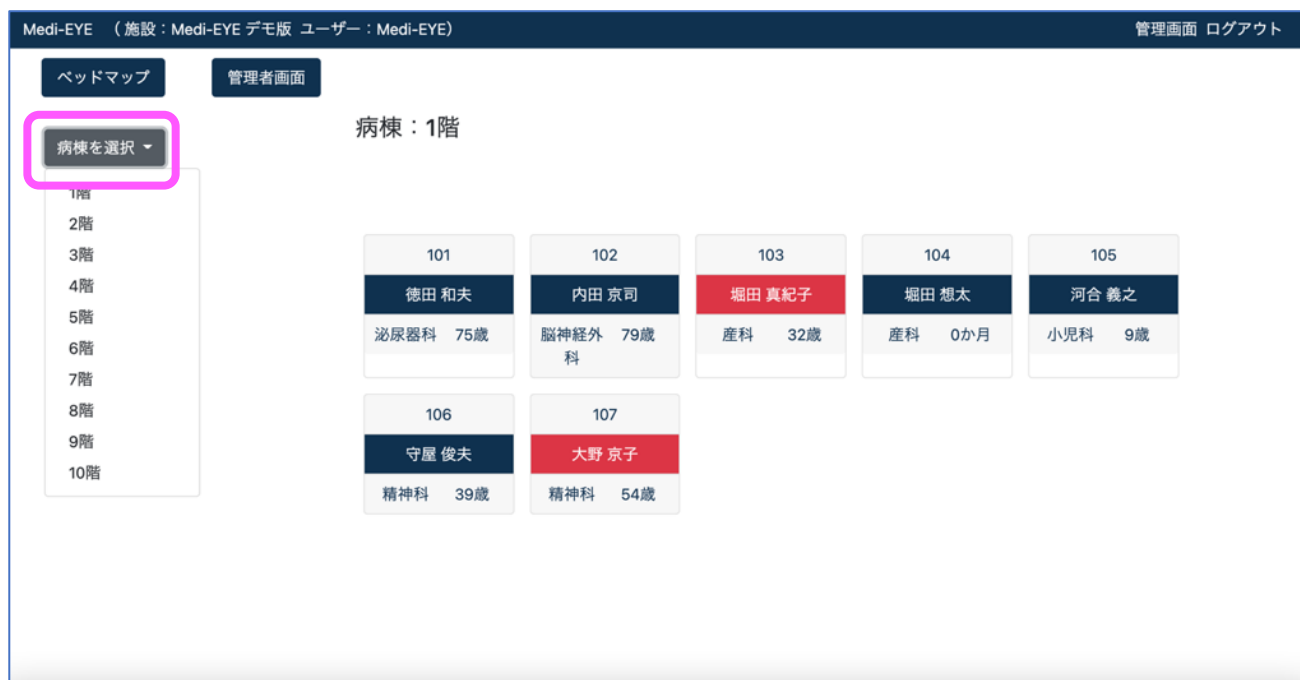 Medi-EYE （施設：Medi-EYE デモ版 ユーザー：Medi-EYE） 管理画面 ログアウト
ベッドマップ 管理者画面
病棟を選択
病棟：1階
1階
2階
3階
4階
5階
6階
7階
8階
9階
10階
101 102 103 104 105
徳田 和夫 内田 京司 堀田 真紀子 堀田 想太 河合 義之
泌尿器科 75歳 脳神経外科 79歳 産科 32歳 産科 0か月 小児科 9歳
106 107
守屋 俊夫 大野 京子
精神科 39歳 精神科 54歳